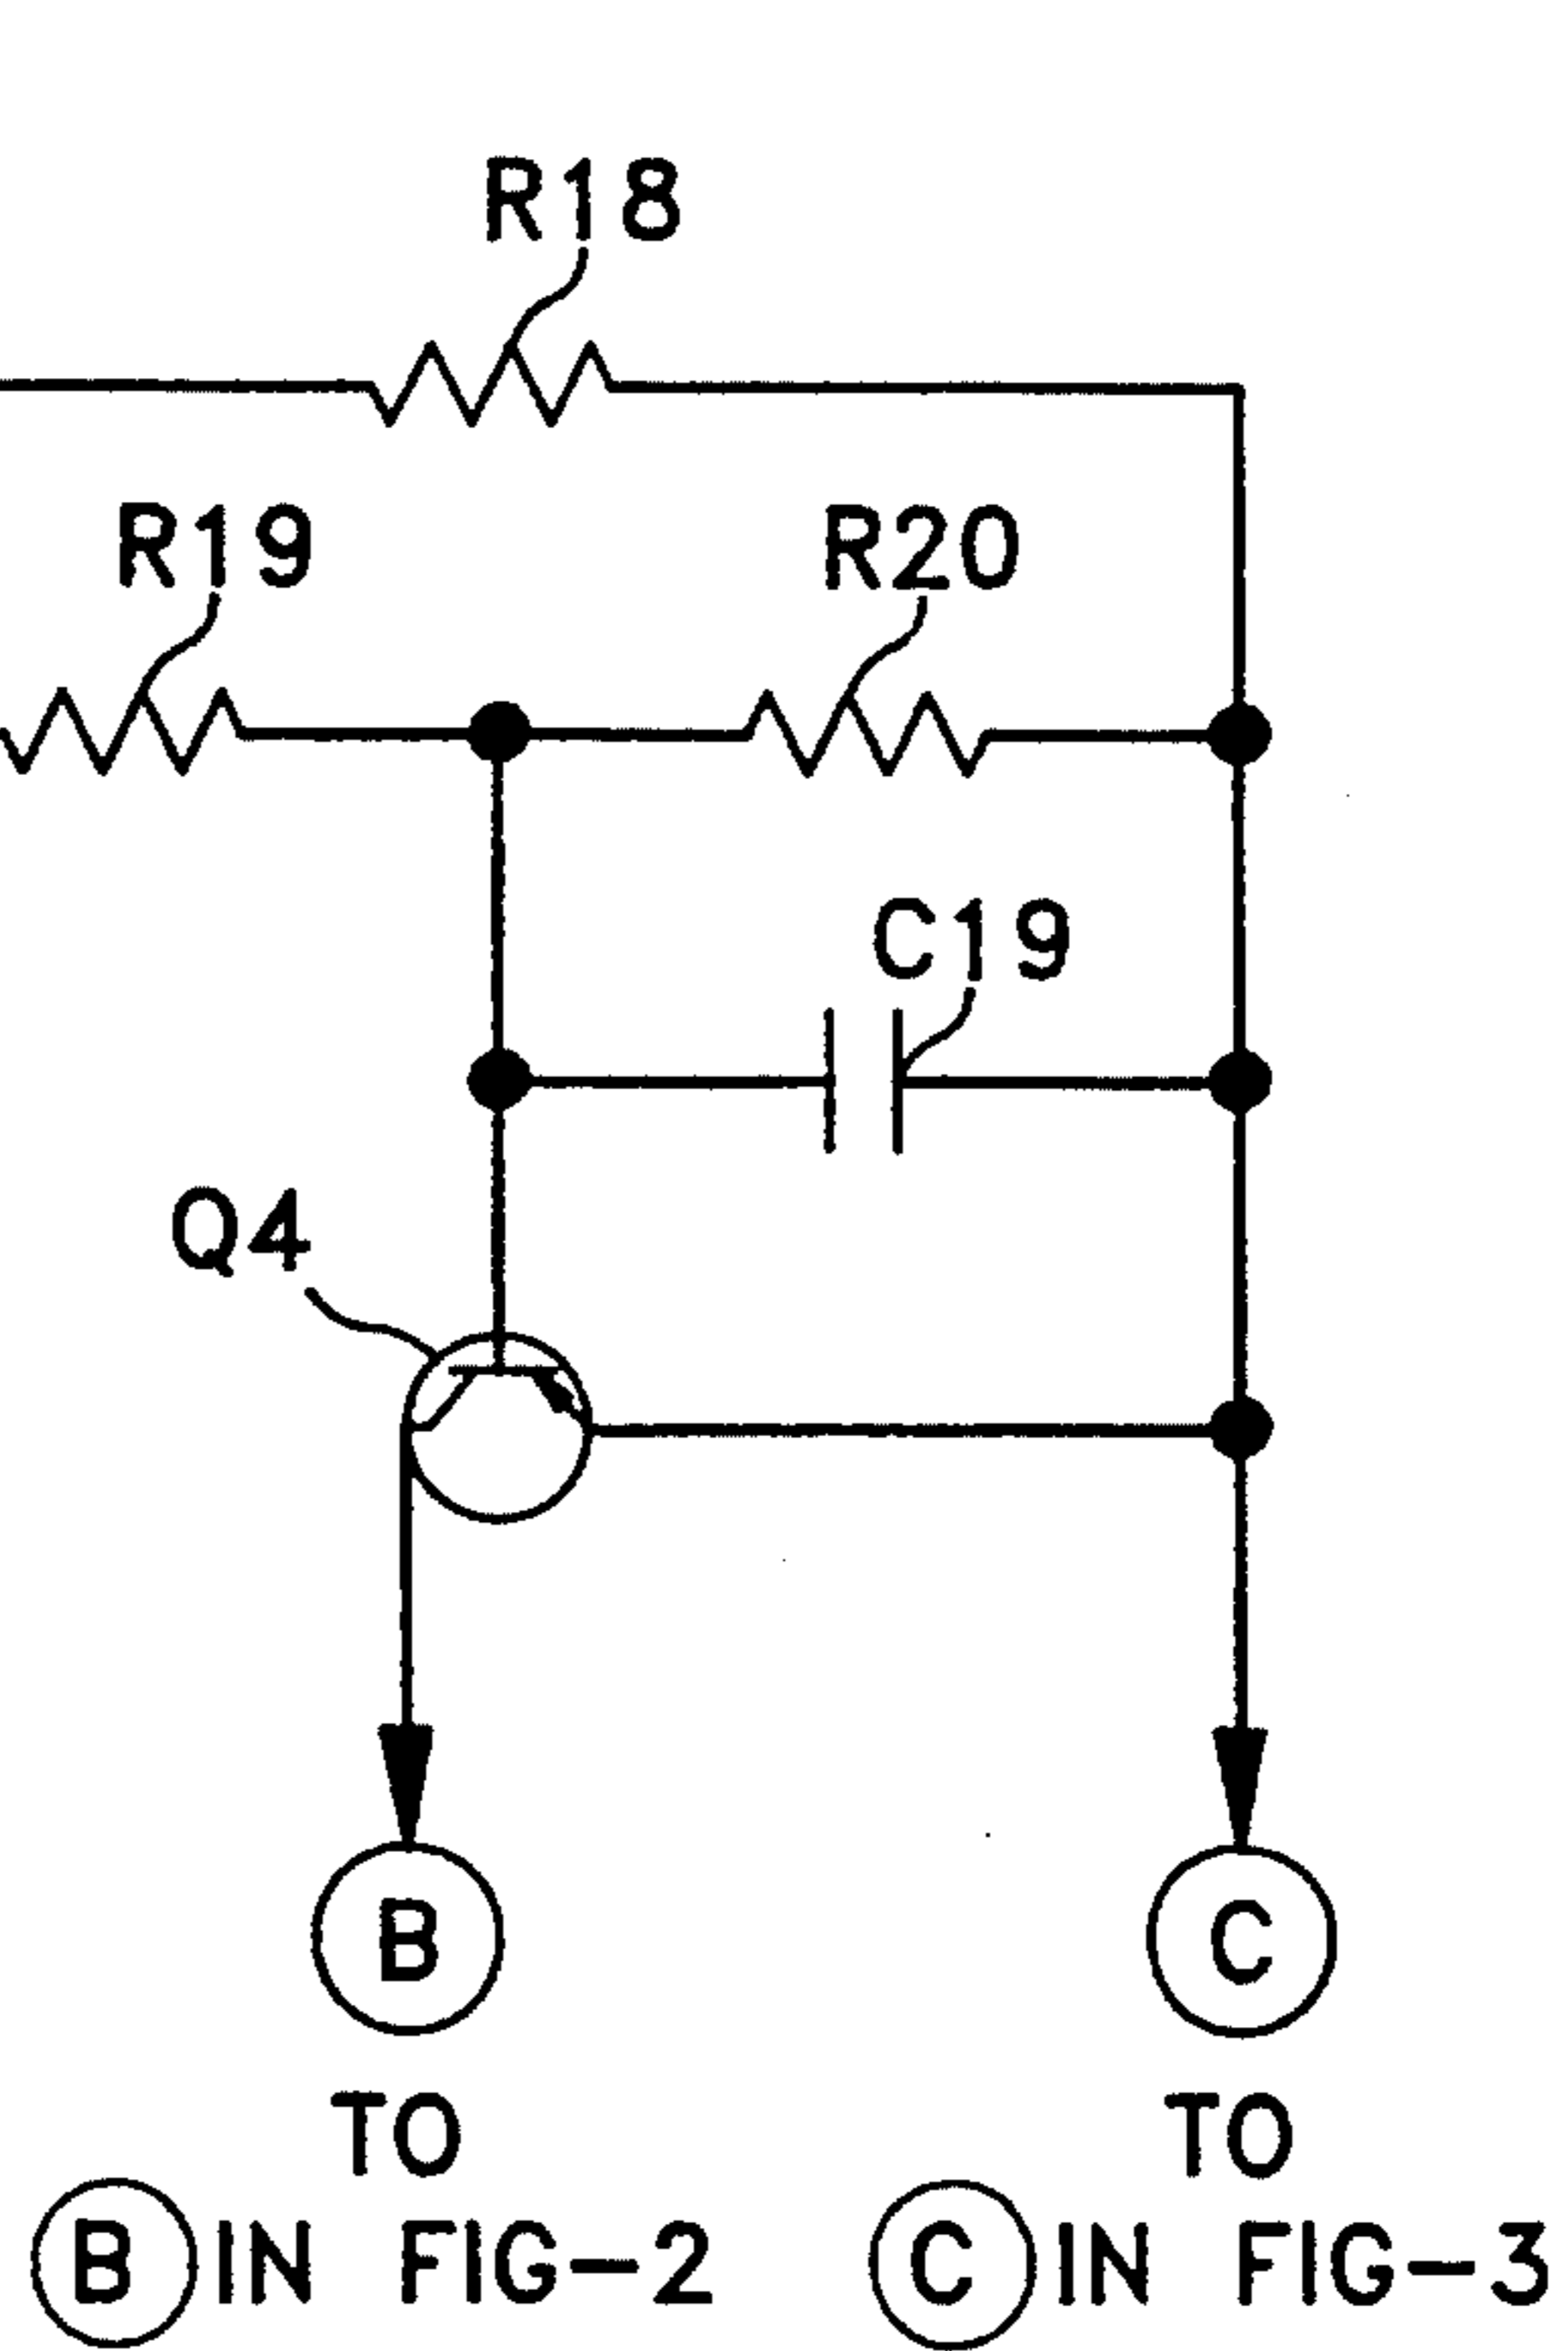 R18
R19 R20
C19
Q4
B C
TO TO
B IN FIG-2 C IN FIG-3